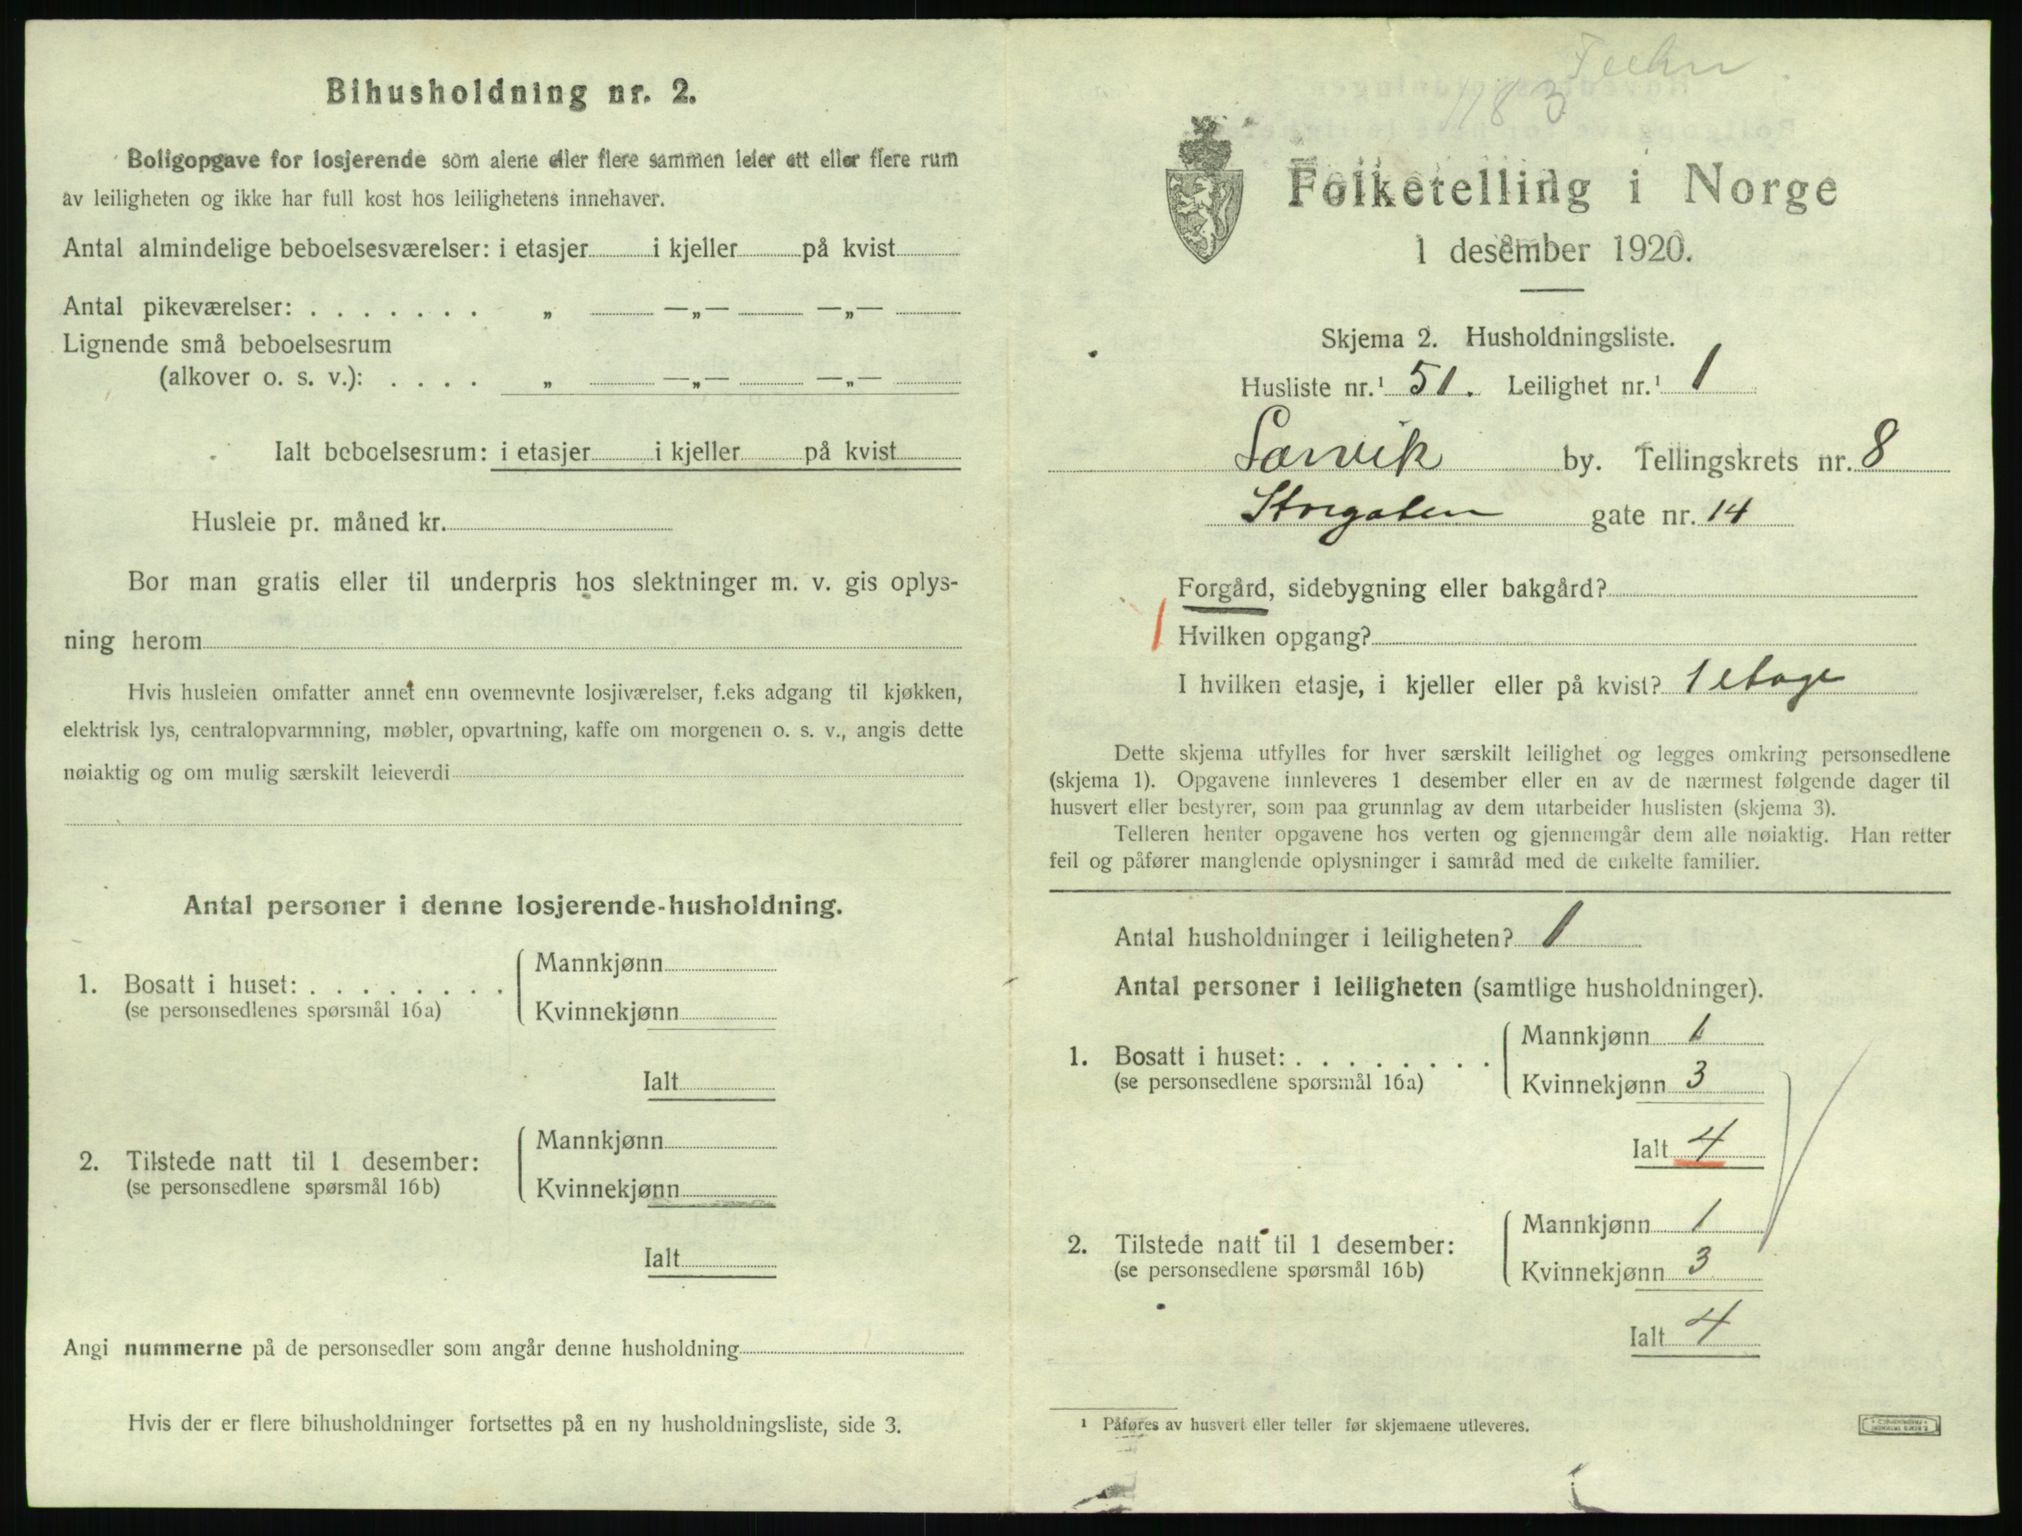 Bihusholdning nr. 2.
Boligopgave for losjerende som alene eller flere sammen leier ett eller flere rum
av leiligheten og ikke har full kost hos leilighetens innehaver.
Antal almindelige beboelsesværelser: i etasjer i kjeller på kvist
Antal pikeværelser: . . . . . . . „ —„— —„—
Lignende små beboelsesrum
(alkover o. s. v.): . . . . „ —„— —„—
Ialt beboelsesrum: i etasjer i kjeller på kvist
Husleie pr. måned kr.
Bor man gratis eller til underpris hos slektninger m. v. gis oplys-
ning herom
Hvis husleien omfatter annet enn ovennevnte losjiværelser, f.eks adgang til kjøkken,
elektrisk lys, centralopvarmning, møbler, opvartning, kaffe om morgenen o. s. v., angis dette
nøiaktig og om mulig særskilt leieverdi
Antal personer i denne losjerende-husholdning.
1. Bosatt i huset: . . . . . . . .
(se personsedlenes spørsmål 16a)
Mannkjønn
Kvinnekjønn
Ialt
2. Tilstede natt til 1 desember:
(se personsedlene spørsmål 16b)
Mannkjønn
Kvinnekjønn
Ialt
Angi nummerne på de personsedler som angår denne husholdning
Hvis der er flere bihusholdninger fortsettes på en ny husholdningsliste, side 3.
183
Folketelling i Norge
1 desember 1920.
Skjema 2. Husholdningsliste.
Husliste nr.¹ 51. Leilighet nr.¹ 1
Larvik by. Tellingskrets nr. 8
Storgaten gate nr. 14
Forgård, sidebygning eller bakgård?
Hvilken opgang?
I hvilken etasje, i kjeller eller på kvist? 1 etage
Dette skjema utfylles for hver særskilt leilighet og legges omkring personsedlene
(skjema 1). Opgavene innleveres 1 desember eller en av de nærmest følgende dager til
husvert eller bestyrer, som paa grunnlag av dem utarbeider huslisten (skjema 3).
Telleren henter opgavene hos verten og gjennemgår dem alle nøiaktig. Han retter
feil og påfører manglende oplysninger i samråd med de enkelte familier.
Antal husholdninger i leiligheten? 1
Antal personer i leiligheten (samtlige husholdninger).
1. Bosatt i huset: . . . . . . . .
(se personsedlene spørsmål 16a)
Mannkjønn 1
Kvinnekjønn 3
Ialt 4
2. Tilstede natt til 1 desember:
(se personsedlene spørsmål 16b)
Mannkjønn 1
Kvinnekjønn 3
Ialt 4
¹ Påføres av husvert eller teller før skjemaene utleveres.